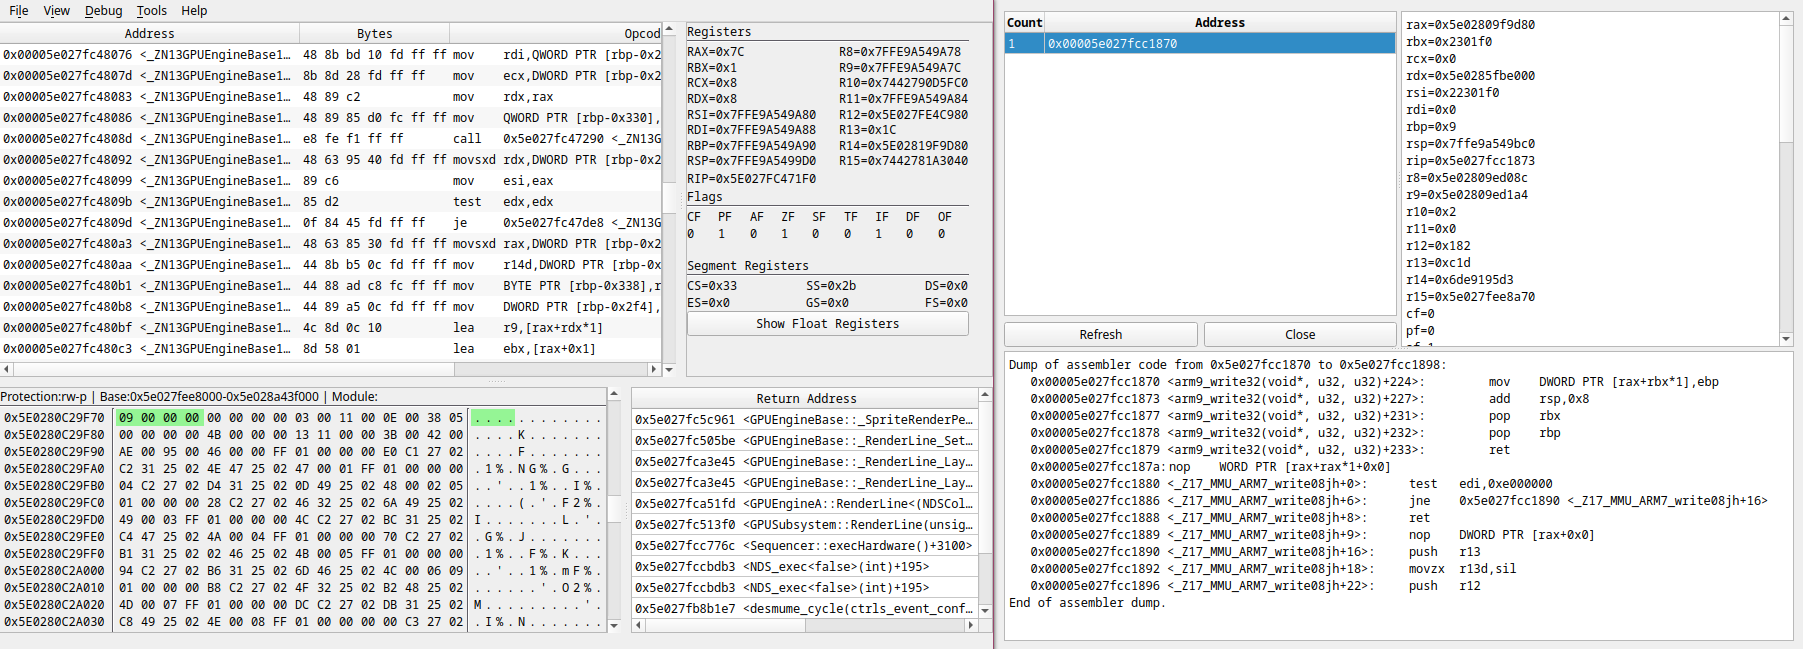 File View Debug Tools Help
Address Bytes Opcod
0x00005e027fc48076 <_ZN13GPUEngineBase1… 48 8b bd 10 fd ff ff mov rdi,QWORD PTR [rbp-0x2
0x00005e027fc4807d <_ZN13GPUEngineBase1… 8b 8d 28 fd ff ff mov ecx,DWORD PTR [rbp-0x2
0x00005e027fc48083 <_ZN13GPUEngineBase1… 48 89 c2 mov rdx,rax
0x00005e027fc48086 <_ZN13GPUEngineBase1… 48 89 85 d0 fc ff ff mov QWORD PTR [rbp-0x330],
0x00005e027fc4808d <_ZN13GPUEngineBase1… e8 fe f1 ff ff call 0x5e027fc47290 <_ZN13G
0x00005e027fc48092 <_ZN13GPUEngineBase1… 48 63 95 40 fd ff ff movsxd rdx,DWORD PTR [rbp-0x2
0x00005e027fc48099 <_ZN13GPUEngineBase1… 89 c6 mov esi,eax
0x00005e027fc4809b <_ZN13GPUEngineBase1… 85 d2 test edx,edx
0x00005e027fc4809d <_ZN13GPUEngineBase1… 0f 84 45 fd ff ff je 0x5e027fc47de8 <_ZN13G
0x00005e027fc480a3 <_ZN13GPUEngineBase1… 48 63 85 30 fd ff ff movsxd rax,DWORD PTR [rbp-0x2
0x00005e027fc480aa <_ZN13GPUEngineBase1… 44 8b b5 0c fd ff ff mov r14d,DWORD PTR [rbp-0x
0x00005e027fc480b1 <_ZN13GPUEngineBase1… 44 88 ad c8 fc ff ff mov BYTE PTR [rbp-0x338],r
0x00005e027fc480b8 <_ZN13GPUEngineBase1… 44 89 a5 0c fd ff ff mov DWORD PTR [rbp-0x2f4],
0x00005e027fc480bf <_ZN13GPUEngineBase1… 4c 8d 0c 10 lea r9,[rax+rdx*1]
0x00005e027fc480c3 <_ZN13GPUEngineBase1… 8d 58 01 lea ebx,[rax+0x1]
Registers
RAX=0x7C R8=0x7FFE9A549A78
RBX=0x1 R9=0x7FFE9A549A7C
RCX=0x8 R10=0x7442790D5FC0
RDX=0x8 R11=0x7FFE9A549A84
RSI=0x7FFE9A549A80 R12=0x5E027FE4C980
RDI=0x7FFE9A549A88 R13=0x1C
RBP=0x7FFE9A549A90 R14=0x5E02819F9D80
RSP=0x7FFE9A5499D0 R15=0x7442781A3040
RIP=0x5E027FC471F0
Flags
CF PF AF ZF SF TF IF DF OF
0 1 0 1 0 0 1 0 0
Segment Registers
CS=0x33 SS=0x2b DS=0x0
ES=0x0 GS=0x0 FS=0x0
Show Float Registers
Protection:rw-p | Base:0x5e027fee8000-0x5e028a43f000 | Module:
0x5E0280C29F70 09 00 00 00 00 00 00 00 03 00 11 00 0E 00 38 05 . . . . . . . . . . . .
0x5E0280C29F80 00 00 00 00 4B 00 00 00 13 11 00 00 3B 00 42 00 . . . . K . . . . . . .
0x5E0280C29F90 AE 00 95 00 46 00 00 FF 01 00 00 00 E0 C1 27 02 . . . . F . . . . . . .
0x5E0280C29FA0 C2 31 25 02 4E 47 25 02 47 00 01 FF 01 00 00 00 . 1 % . N G % . G . . .
0x5E0280C29FB0 04 C2 27 02 D4 31 25 02 0D 49 25 02 48 00 02 05 . . ' . . 1 % . . I % .
0x5E0280C29FC0 01 00 00 00 28 C2 27 02 46 32 25 02 6A 49 25 02 . . . . ( . ' . F 2 % .
0x5E0280C29FD0 49 00 03 FF 01 00 00 00 4C C2 27 02 BC 31 25 02 I . . . . . . . L . ' .
0x5E0280C29FE0 C4 47 25 02 4A 00 04 FF 01 00 00 00 70 C2 27 02 . G % . J . . . . . . .
0x5E0280C29FF0 B1 31 25 02 02 46 25 02 4B 00 05 FF 01 00 00 00 . 1 % . . F % . K . . .
0x5E0280C2A000 94 C2 27 02 B6 31 25 02 6D 46 25 02 4C 00 06 09 . . ' . . 1 % . m F % .
0x5E0280C2A010 01 00 00 00 B8 C2 27 02 4F 32 25 02 B2 48 25 02 . . . . . . ' . O 2 % .
0x5E0280C2A020 4D 00 07 FF 01 00 00 00 DC C2 27 02 DB 31 25 02 M . . . . . . . . . ' .
0x5E0280C2A030 C8 49 25 02 4E 00 08 FF 01 00 00 00 00 C3 27 02 . I % . N . . . . . . .
Return Address
0x5e027fc5c961 <GPUEngineBase::_SpriteRenderPe…
0x5e027fc505be <GPUEngineBase::_RenderLine_Set…
0x5e027fca3e45 <GPUEngineBase::_RenderLine_Lay…
0x5e027fca3e45 <GPUEngineBase::_RenderLine_Lay…
0x5e027fca51fd <GPUEngineA::RenderLine<(NDSCol…
0x5e027fc513f0 <GPUSubsystem::RenderLine(unsig…
0x5e027fcc776c <Sequencer::execHardware()+3100>
0x5e027fccbdb3 <NDS_exec<false>(int)+195>
0x5e027fccbdb3 <NDS_exec<false>(int)+195>
0x5e027fb8b1e7 <desmume_cycle(ctrls_event_conf…
Count Address
1 0x00005e027fcc1870
Refresh Close
rax=0x5e02809f9d80
rbx=0x2301f0
rcx=0x0
rdx=0x5e0285fbe000
rsi=0x22301f0
rdi=0x0
rbp=0x9
rsp=0x7ffe9a549bc0
rip=0x5e027fcc1873
r8=0x5e02809ed08c
r9=0x5e02809ed1a4
r10=0x2
r11=0x0
r12=0x182
r13=0xc1d
r14=0x6de9195d3
r15=0x5e027fee8a70
cf=0
pf=0
af=1
Dump of assembler code from 0x5e027fcc1870 to 0x5e027fcc1898:
0x00005e027fcc1870 <arm9_write32(void*, u32, u32)+224>: mov DWORD PTR [rax+rbx*1],ebp
0x00005e027fcc1873 <arm9_write32(void*, u32, u32)+227>: add rsp,0x8
0x00005e027fcc1877 <arm9_write32(void*, u32, u32)+231>: pop rbx
0x00005e027fcc1878 <arm9_write32(void*, u32, u32)+232>: pop rbp
0x00005e027fcc1879 <arm9_write32(void*, u32, u32)+233>: ret
0x00005e027fcc187a: nop WORD PTR [rax+rax*1+0x0]
0x00005e027fcc1880 <_Z17_MMU_ARM7_write08jh+0>: test edi,0xe000000
0x00005e027fcc1886 <_Z17_MMU_ARM7_write08jh+6>: jne 0x5e027fcc1890 <_Z17_MMU_ARM7_write08jh+16>
0x00005e027fcc1888 <_Z17_MMU_ARM7_write08jh+8>: ret
0x00005e027fcc1889 <_Z17_MMU_ARM7_write08jh+9>: nop DWORD PTR [rax+0x0]
0x00005e027fcc1890 <_Z17_MMU_ARM7_write08jh+16>: push r13
0x00005e027fcc1892 <_Z17_MMU_ARM7_write08jh+18>: movzx r13d,sil
0x00005e027fcc1896 <_Z17_MMU_ARM7_write08jh+22>: push r12
End of assembler dump.